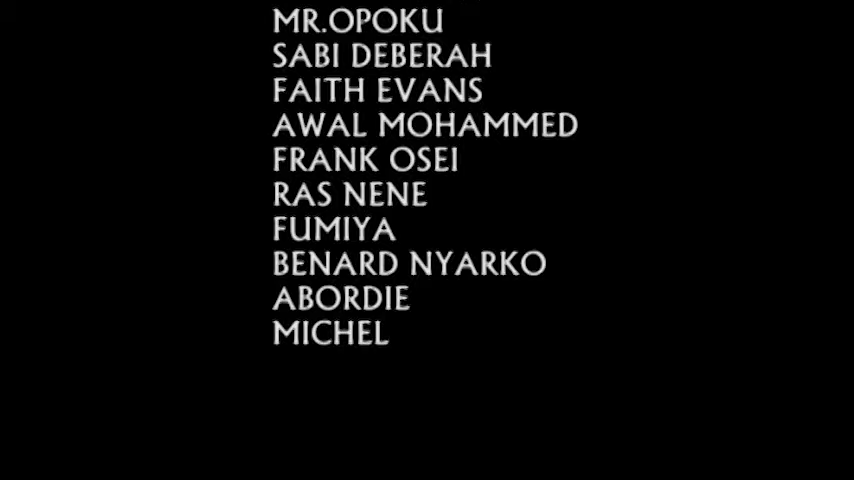 MR.OPOKU
SABI DEBERAH
FAITH EVANS
AWAL MOHAMMED
FRANK OSEI
RAS NENE
FUMIYA
BENARD NYARKO
ABORDIE
MICHEL